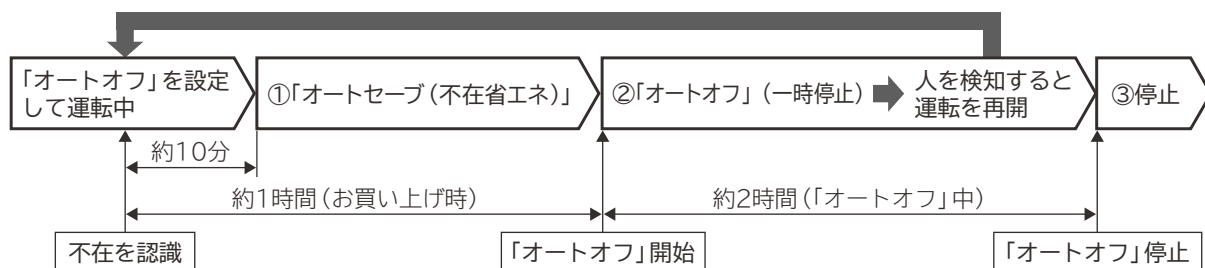 「オートオフ」を設定
して運転中
①「オートセーブ(不在省エネ)」
②「オートオフ」(一時停止)
人を検知すると
運転を再開
③停止
約10分
約1時間(お買い上げ時)
約2時間(「オートオフ」中)
不在を認識
「オートオフ」開始
「オートオフ」停止